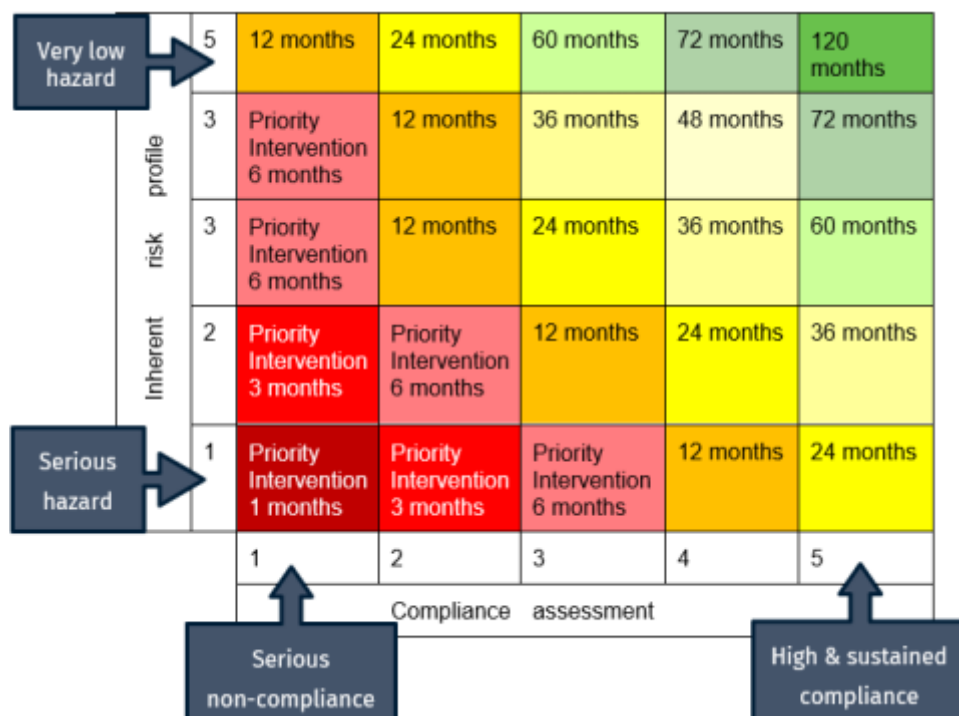 Very low
hazard
5
12 months
24 months
60 months
72 months
120
months
3
Priority
Intervention
6 months
12 months
36 months
48 months
72 months
3
Priority
Intervention
6 months
12 months
24 months
36 months
60 months
2
Priority
Intervention
3 months
Priority
Intervention
6 months
12 months
24 months
36 months
1
Priority
Intervention
1 months
Priority
Intervention
3 months
Priority
Intervention
6 months
12 months
24 months
Inherent risk profile
Serious
hazard
1
2
3
4
5
Compliance assessment
Serious
non-compliance
High & sustained
compliance